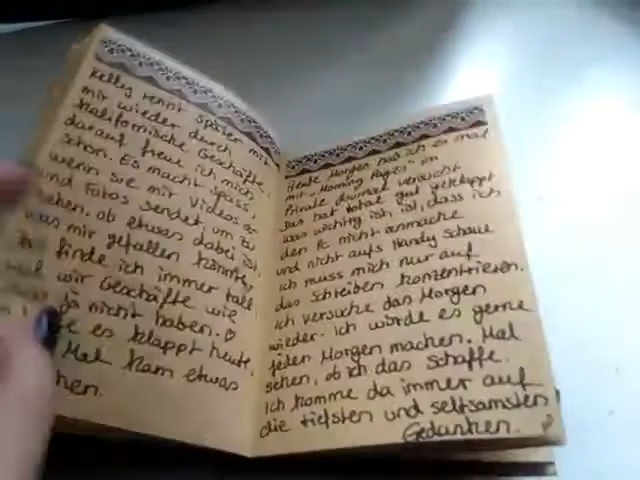 Kelly rennt später mit
mir wieder durch
kalifornische Geschäfte,
darauf freue ich mich
schon. Es macht spass,
wenn sie mir Videos
und Fotos sendet, um zu
sehen, ob etwas dabei ist,
was mir gefallen könnte,
finde ich immer toll
wir Geschäfte wie
ja nicht haben. ♡
es klappt heute.
Mal kam etwas
Heute Morgen hab ich es mal
mit "Morning Pages" im
Private Journal versucht
Das hat total gut geklappt
was wichtig ist, ist, dass ich
den PC nicht anmache
und nicht aufs Handy schaue
ich muss mich nur auf
das schreiben konzentrieren.
ich versuche das Morgen
wieder. ich würde es gerne
jeden Morgen machen. Mal
sehen, ob ich das schaffe.
ich komme da immer auf
die tiefsten und seltsamsten
Gedanken.